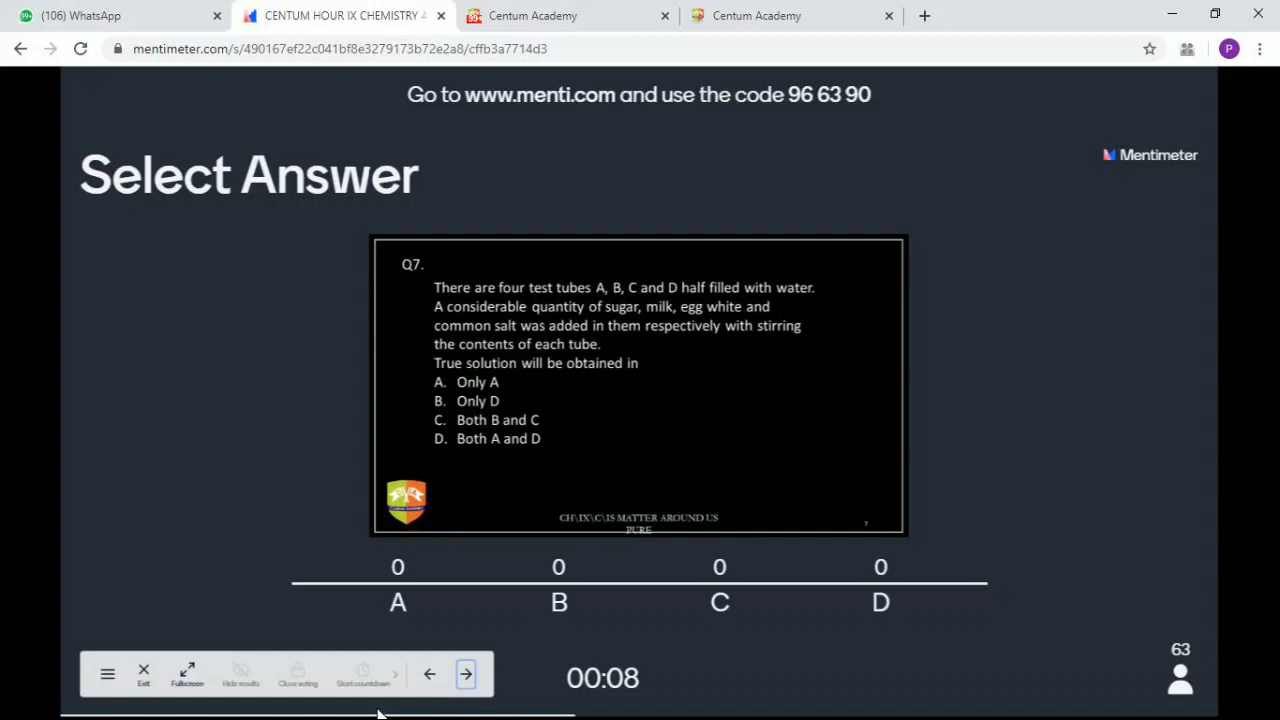 (106) WhatsApp
CENTUM HOUR IX CHEMISTRY 4
Centum Academy
Centum Academy
mentimeter.com/s/490167ef22c041bf8e3279173b72e2a8/cffb3a7714d3
P
Go to www.menti.com and use the code 96 63 90
Mentimeter
Select Answer
Q7.
There are four test tubes A, B, C and D half filled with water.
A considerable quantity of sugar, milk, egg white and
common salt was added in them respectively with stirring
the contents of each tube.
True solution will be obtained in
A. Only A
B. Only D
C. Both B and C
D. Both A and D
CH\IX\C\IS MATTER AROUND US
PURE
7
0 0 0 0
A B C D
63
Exit Fullscreen Hide results Close voting Start countdown
00:08